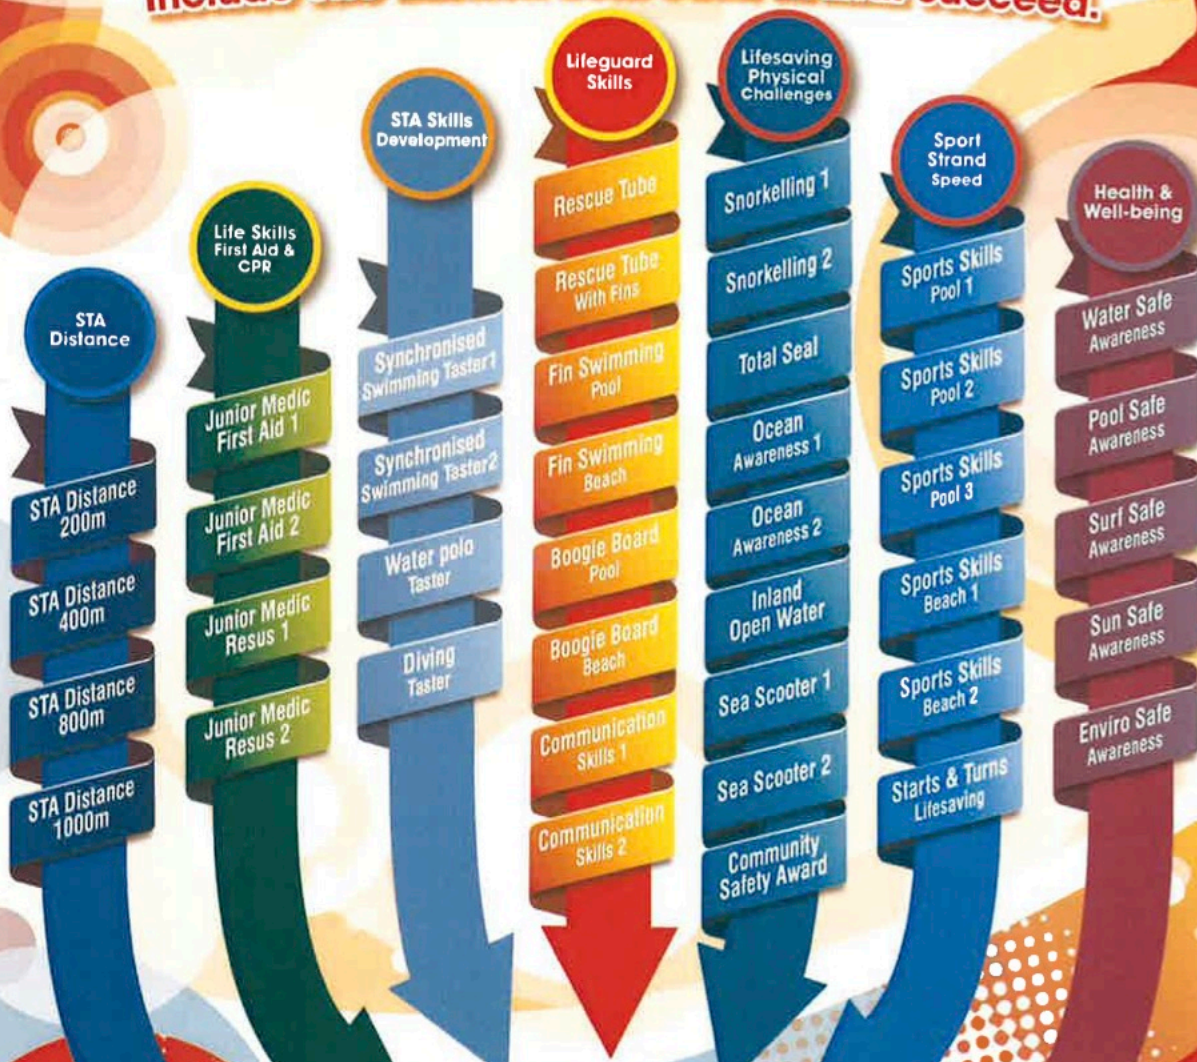 succeed.
STA
Distance
STA Distance
200m
STA Distance
400m
STA Distance
800m
STA Distance
1000m
Life Skills
First Aid &
CPR
Junior Medic
First Aid 1
Junior Medic
First Aid 2
Junior Medic
Resus 1
Junior Medic
Resus 2
STA Skills
Development
Synchronised
Swimming Taster1
Synchronised
Swimming Taster2
Water polo
Taster
Diving
Taster
Lifeguard
Skills
Rescue Tube
Rescue Tube
With Fins
Fin Swimming
Pool
Fin Swimming
Beach
Boogie Board
Pool
Boogie Board
Beach
Communication
Skills 1
Communication
Skills 2
Lifesaving
Physical
Challenges
Snorkelling 1
Snorkelling 2
Total Seal
Ocean
Awareness 1
Ocean
Awareness 2
Inland
Open Water
Sea Scooter 1
Sea Scooter 2
Community
Safety Award
Sport
Strand
Speed
Sports Skills
Pool 1
Sports Skills
Pool 2
Sports Skills
Pool 3
Sports Skills
Beach 1
Sports Skills
Beach 2
Starts & Turns
Lifesaving
Health &
Well-being
Water Safe
Awareness
Pool Safe
Awareness
Surf Safe
Awareness
Sun Safe
Awareness
Enviro Safe
Awareness